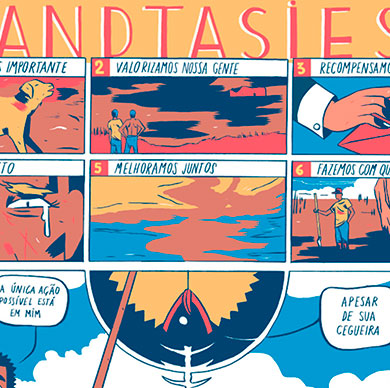 ANDTASIES
S IMPORTANTE
2 VALORIZAMOS NOSSA GENTE
3 RECOMPENSAMO
TO
5 MELHORAMOS JUNTOS
6 FAZEMOS COM QU
A ÚNICA AÇÃO
POSSÍVEL ESTÁ
EM MIM
APESAR
DE SUA
CEGUEIRA